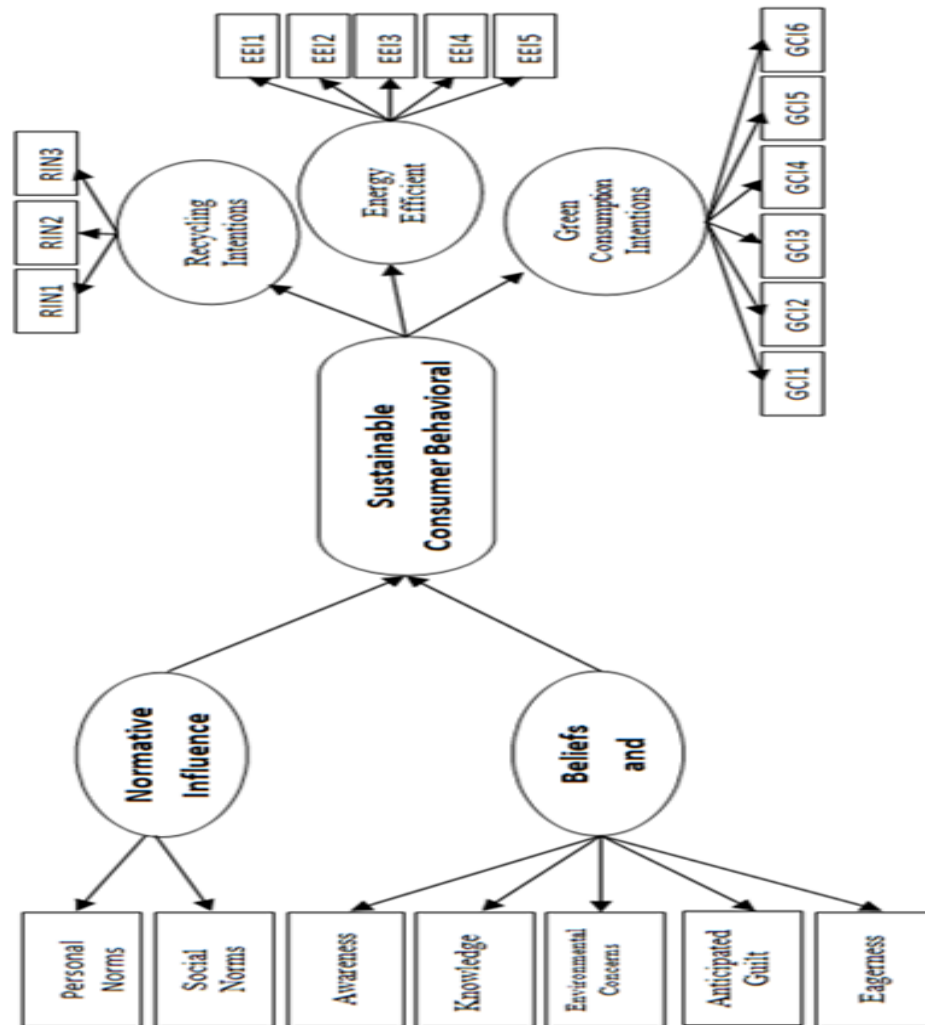 Personal
Norms
Social
Norms
Awareness
Knowledge
Environmental
Concerns
Anticipated
Guilt
Eagerness
Normative
Influence
Beliefs
and
Sustainable
Consumer Behavioral
Recycling
Intentions
Energy
Efficient
Green
Consumption
Intentions
RIN1
RIN2
RIN3
EEI1
EEI2
EEI3
EEI4
EEI5
GCI1
GCI2
GCI3
GCI4
GCI5
GCI6